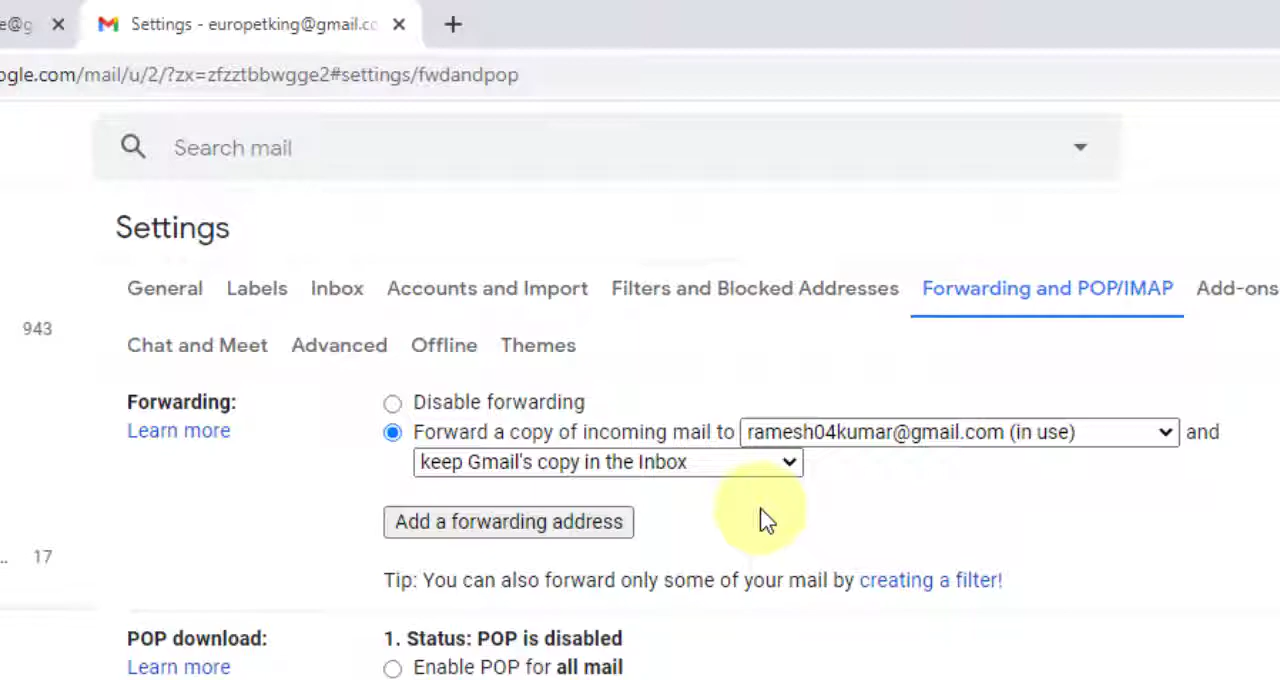 e@g
Settings - europetking@gmail.co
ogle.com/mail/u/2/?zx=zfzztbbwgge2#settings/fwdandpop
Search mail
Settings
General Labels Inbox Accounts and Import Filters and Blocked Addresses Forwarding and POP/IMAP Add-ons
943
Chat and Meet Advanced Offline Themes
Forwarding: Disable forwarding
Learn more Forward a copy of incoming mail to ramesh04kumar@gmail.com (in use) and
keep Gmail's copy in the Inbox
Add a forwarding address
.. 17
Tip: You can also forward only some of your mail by creating a filter!
POP download: 1. Status: POP is disabled
Learn more Enable POP for all mail